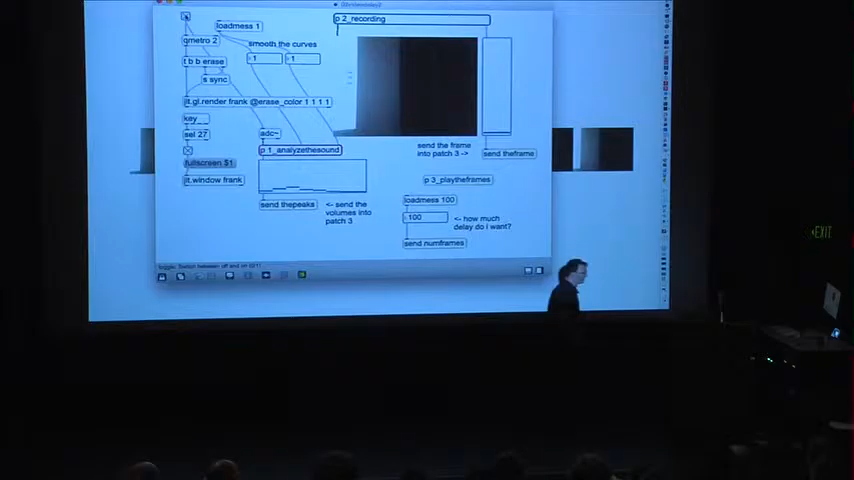 p 2_recording
loadmess 1
qmetro 2
smooth the curves
1
1
t b b erase
s sync
jit.gl.render frank @erase_color 1 1 1 1
key
sel 27
adc~
p 1_analyzethesound
fullscreen $1
jit.window frank
send thepeaks
<- send the
volumes into
patch 3
send the frame
into patch 3 ->
send theframe
p 3_playtheframes
loadmess 100
100
<- how much
delay do i want?
send numframes
EXIT